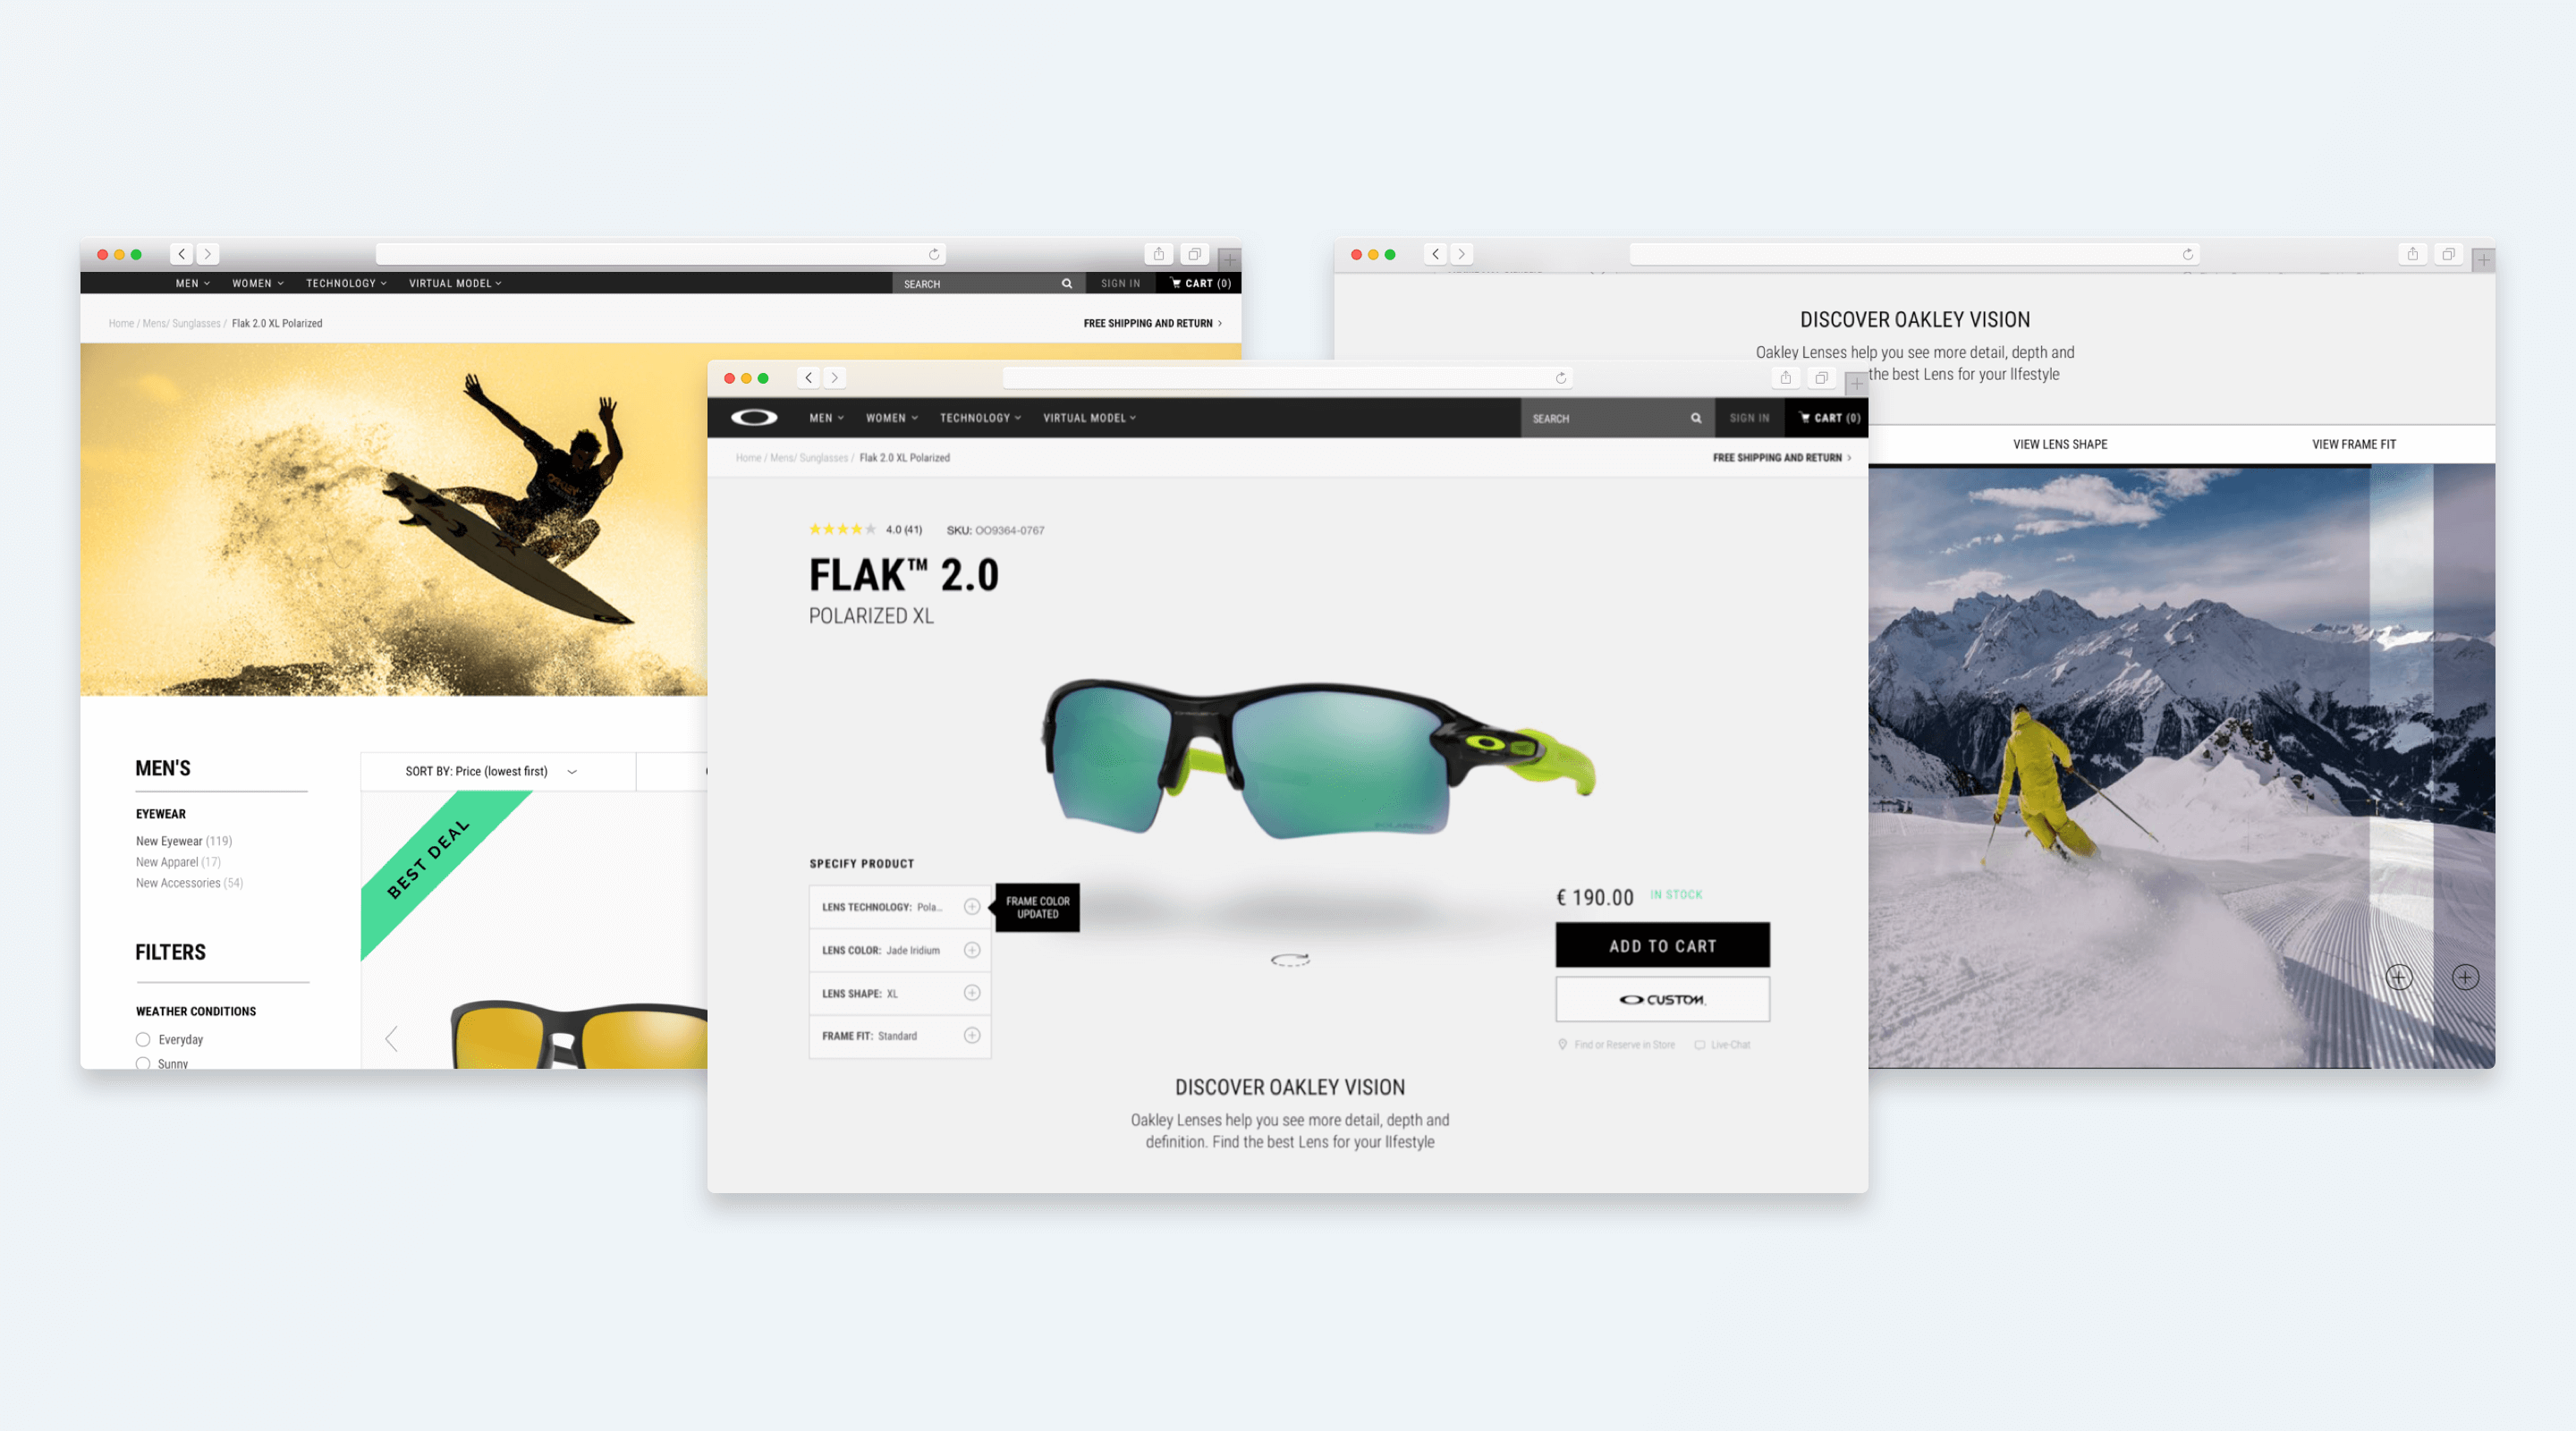 MEN WOMEN TECHNOLOGY VIRTUAL MODEL SEARCH SIGN IN CART (0)
Home / Mens/ Sunglasses / Flak 2.0 XL Polarized FREE SHIPPING AND RETURN
MEN'S
EYEWEAR
New Eyewear (119)
New Apparel (17)
New Accessories (54)
FILTERS
WEATHER CONDITIONS
Everyday
Sunny
SORT BY: Price (lowest first)
BEST DEAL
MEN WOMEN TECHNOLOGY VIRTUAL MODEL SEARCH SIGN IN CART (0)
Home / Mens/ Sunglasses / Flak 2.0 XL Polarized FREE SHIPPING AND RETURN
4.0 (41) SKU: OO9364-0767
FLAK™ 2.0
POLARIZED XL
SPECIFY PRODUCT
LENS TECHNOLOGY: Pola...
LENS COLOR: Jade Iridium
LENS SHAPE: XL
FRAME FIT: Standard
FRAME COLOR
UPDATED
€ 190.00 IN STOCK
ADD TO CART
CUSTOM
Find or Reserve in Store Live-Chat
DISCOVER OAKLEY VISION
Oakley Lenses help you see more detail, depth and
definition. Find the best Lens for your lIfestyle
DISCOVER OAKLEY VISION
Oakley Lenses help you see more detail, depth and
the best Lens for your lIfestyle
VIEW LENS SHAPE VIEW FRAME FIT